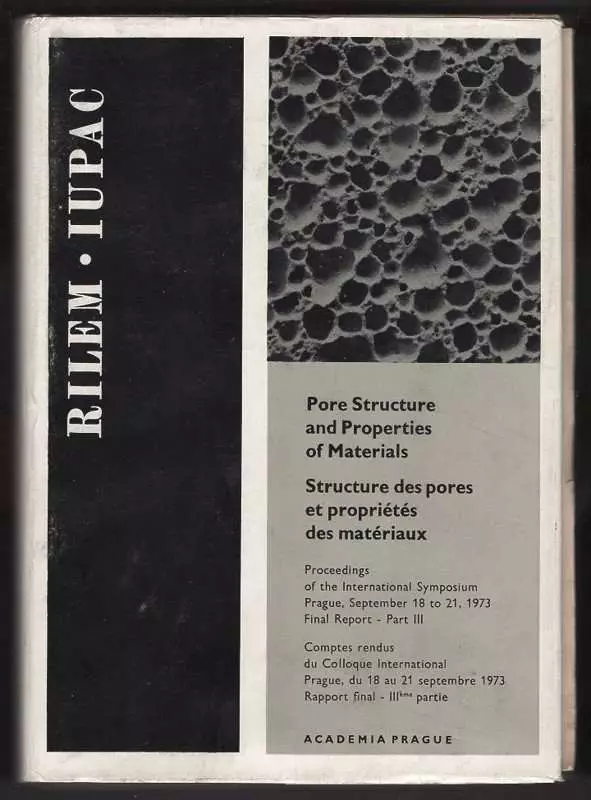 RILEM • IUPAC
Pore Structure
and Properties
of Materials
Structure des pores
et propriétés
des matériaux
Proceedings
of the International Symposium
Prague, September 18 to 21, 1973
Final Report - Part III
Comptes rendus
du Colloque International
Prague, du 18 au 21 septembre 1973
Rapport final - IIIᵏᵐᵉ partie
ACADEMIA PRAGUE